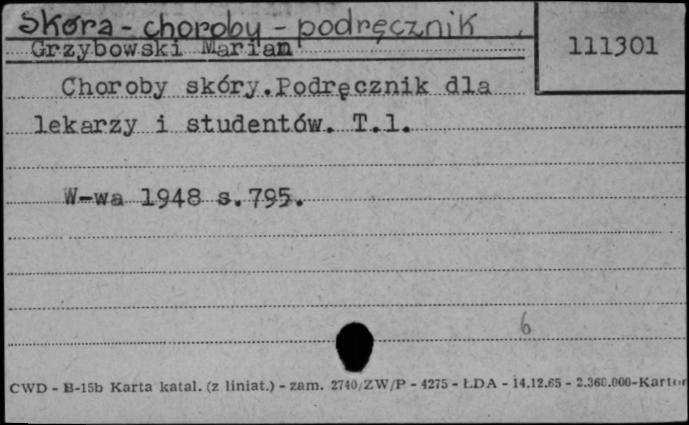 Skóra - choroby - podręcznik
111301
Grzybowski Marian
Choroby skóry.Podręcznik dla
lekarzy i studentów. T.1.
W-wa 1948 s.795.
6
CWD - B-15b Karta katal. (z liniat.) - zam. 2740/ZW/P - 4275 - ŁDA - 14.12.65 - 2.360.000-Karton